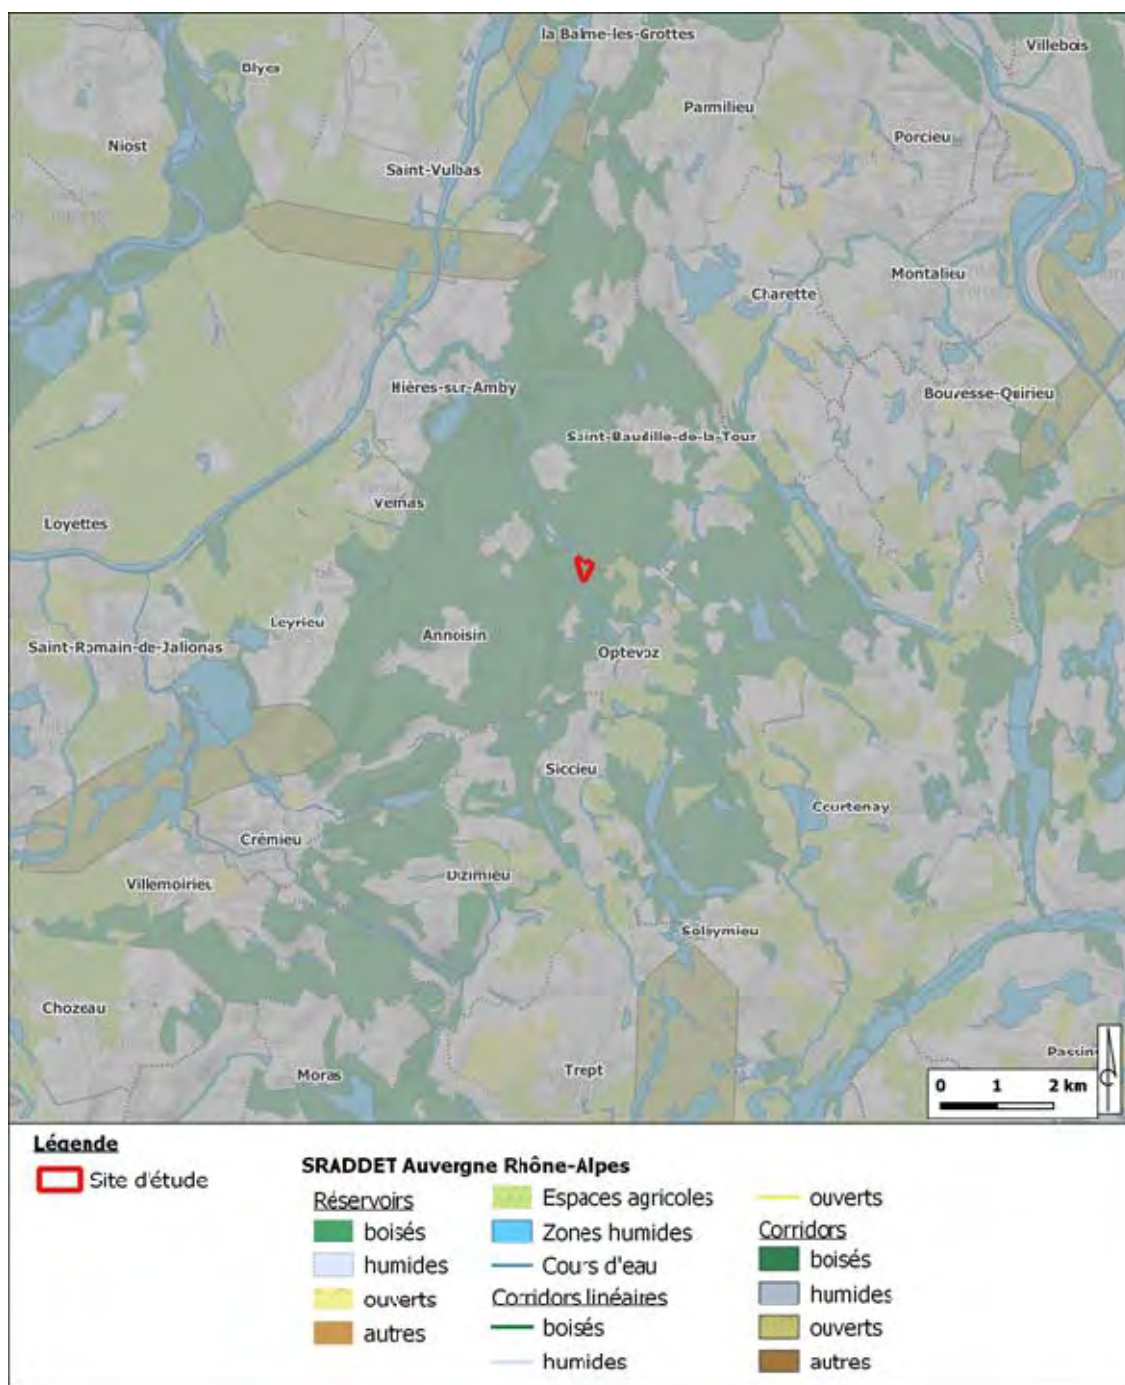 la Balme-les-Grottes
Villebois
Blyes
Parmilieu
Niost
Porcieu
Saint-Vulbas
Montalieu
Charette
Hières-sur-Amby
Bouvesse-Quirieu
Saint-Baudille-de-la-Tour
Vernas
Loyettes
Leyrieu
Annoisin
Saint-Romain-de-Jalionas
Optevoz
Siccieu
Courtenay
Crémieu
Dizimieu
Villemoirieu
Soleymieu
Chozeau
Passin
Trept
Moras
0 1 2 km
Légende
Site d'étude
SRADDET Auvergne Rhône-Alpes
Réservoirs
boisés
humides
ouverts
autres
Espaces agricoles
Zones humides
Cours d'eau
Corridors linéaires
boisés
humides
ouverts
Corridors
boisés
humides
ouverts
autres